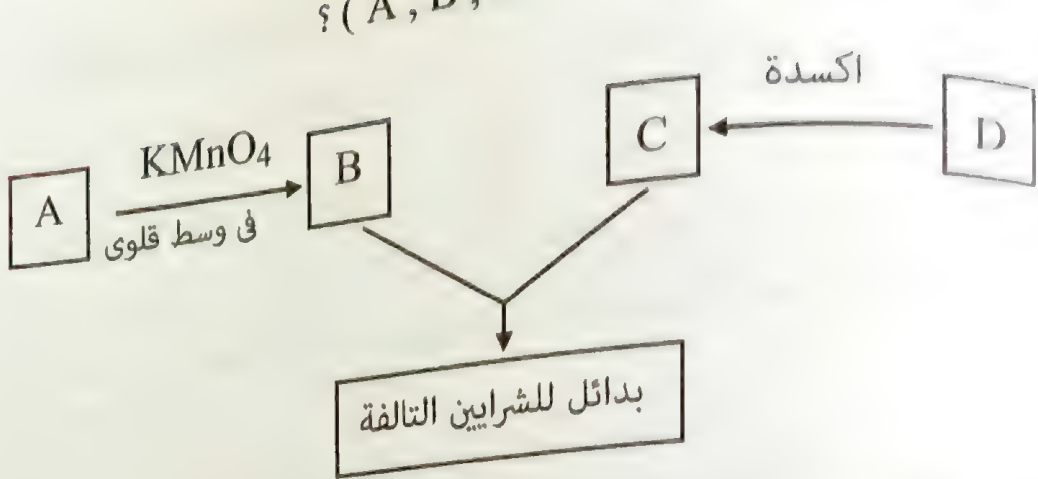 ؟ ( A , D ,
اكسدة
D
C
KMnO₄
B
A
فى وسط قلوى
بدائل للشرايين التالفة